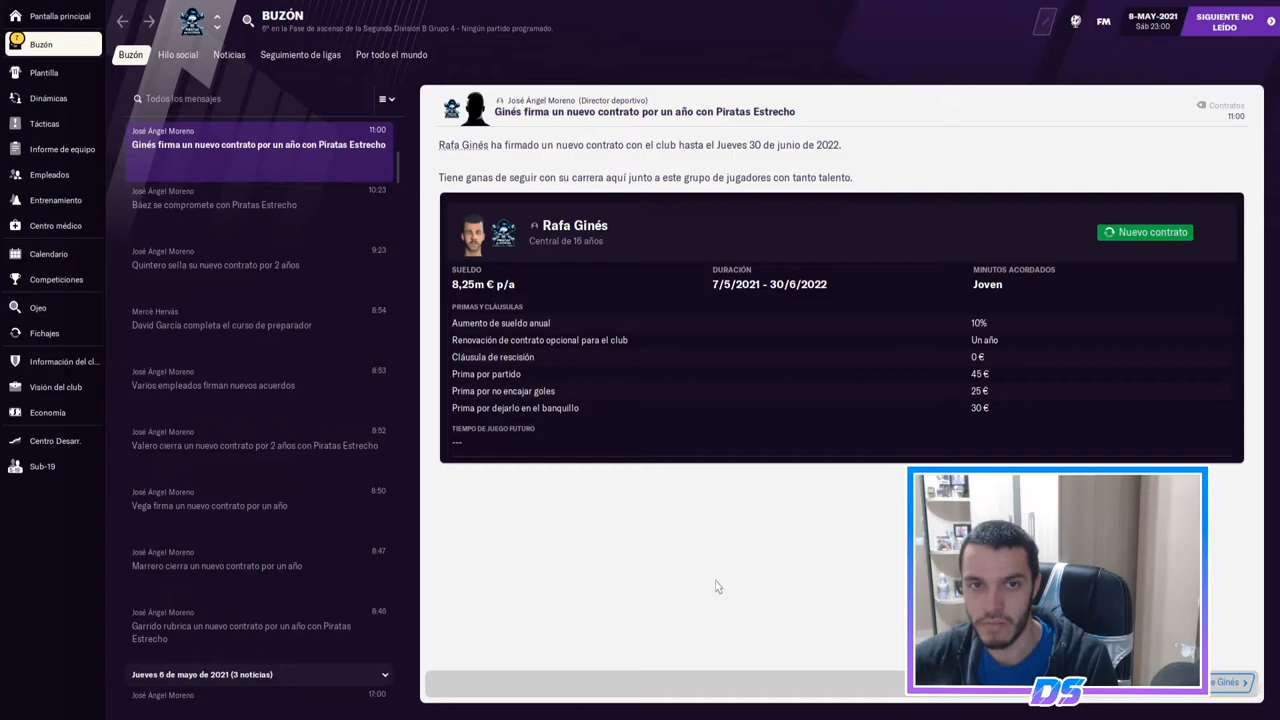 Pantalla principal
7
Buzón
Plantilla
Dinámicas
Tácticas
Informe de equipo
Empleados
Entrenamiento
Centro médico
Calendario
Competiciones
Ojeo
Fichajes
Información del cl...
Visión del club
Economía
Centro Desarr.
Sub-19
BUZÓN
6º en la Fase de ascenso de la Segunda División B Grupo 4 - Ningún partido programado.
FM
8-MAY-2021
Sáb 23:00
SIGUIENTE NO
LEÍDO
Buzón
Hilo social
Noticias
Seguimiento de ligas
Por todo el mundo
Todos los mensajes
José Ángel Moreno 11:00
Ginés firma un nuevo contrato por un año con Piratas Estrecho
José Ángel Moreno 10:23
Báez se compromete con Piratas Estrecho
José Ángel Moreno 9:23
Quintero sella su nuevo contrato por 2 años
Mercè Hervás 8:54
David García completa el curso de preparador
José Ángel Moreno 8:53
Varios empleados firman nuevos acuerdos
José Ángel Moreno 8:52
Valero cierra un nuevo contrato por 2 años con Piratas Estrecho
José Ángel Moreno 8:50
Vega firma un nuevo contrato por un año
José Ángel Moreno 8:47
Marrero cierra un nuevo contrato por un año
José Ángel Moreno 8:46
Garrido rubrica un nuevo contrato por un año con Piratas
Estrecho
Jueves 6 de mayo de 2021 (3 noticias)
José Ángel Moreno 17:00
José Ángel Moreno (Director deportivo)
Ginés firma un nuevo contrato por un año con Piratas Estrecho
Contratos
11:00
Rafa Ginés ha firmado un nuevo contrato con el club hasta el Jueves 30 de junio de 2022.
Tiene ganas de seguir con su carrera aquí junto a este grupo de jugadores con tanto talento.
Rafa Ginés
Central de 16 años
Nuevo contrato
SUELDO DURACIÓN MINUTOS ACORDADOS
8,25m € p/a 7/5/2021 - 30/6/2022 Joven
PRIMAS Y CLÁUSULAS
Aumento de sueldo anual 10%
Renovación de contrato opcional para el club Un año
Cláusula de rescisión 0 €
Prima por partido 45 €
Prima por no encajar goles 25 €
Prima por dejarlo en el banquillo 30 €
TIEMPO DE JUEGO FUTURO
---
e Ginés
DS